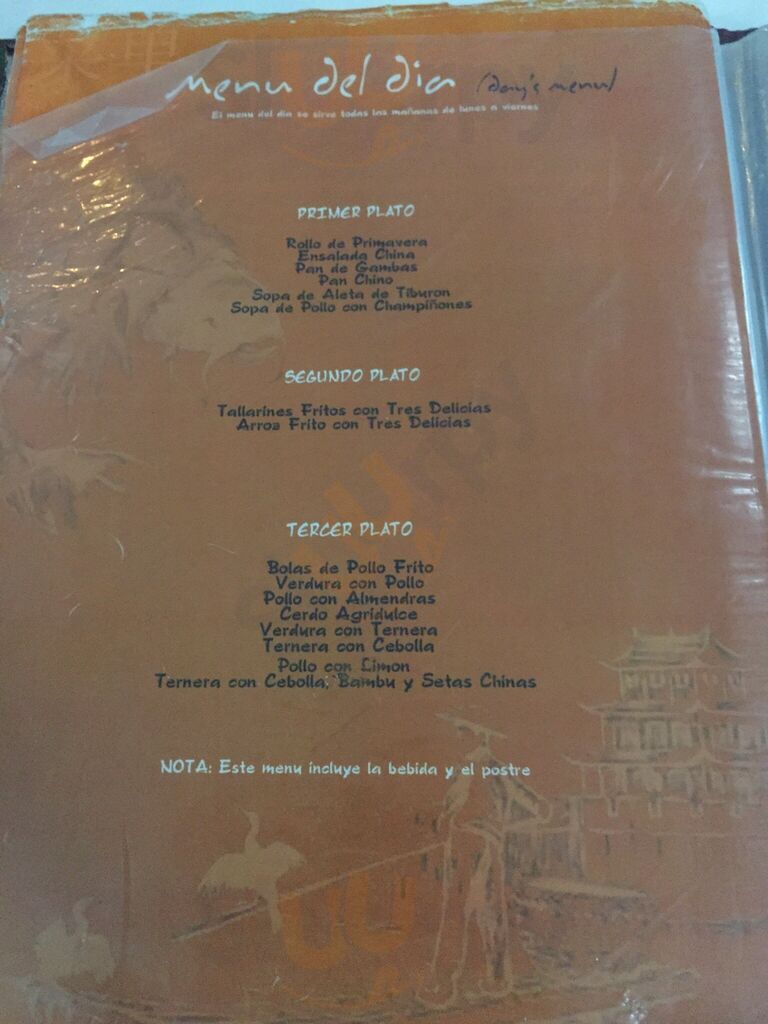 菜單
menu del dia (day's menu)
El menu del dia se sirve todas las mañanas de lunes a viernes
PRIMER PLATO
Rollo de Primavera
Ensalada China
Pan de Gambas
Pan Chino
Sopa de Aleta de Tiburon
Sopa de Pollo con Champiñones
SEGUNDO PLATO
Tallarines Fritos con Tres Delicias
Arroz Frito con Tres Delicias
TERCER PLATO
Bolas de Pollo Frito
Verdura con Pollo
Pollo con Almendras
Cerdo Agridulce
Verdura con Ternera
Ternera con Cebolla
Pollo con Limon
Ternera con Cebolla, Bambu y Setas Chinas
NOTA: Este menu incluye la bebida y el postre